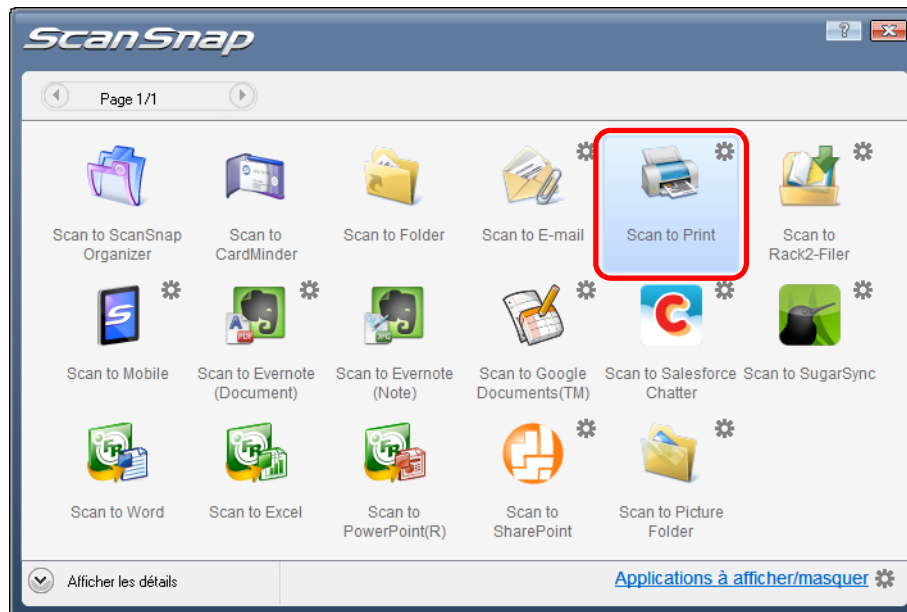 ScanSnap
?
Page 1/1
Scan to ScanSnap
Organizer
Scan to
CardMinder
Scan to Folder
Scan to E-mail
Scan to Print
Scan to
Rack2-Filer
Scan to Mobile
Scan to Evernote
(Document)
Scan to Evernote
(Note)
Scan to Google
Documents(TM)
Scan to Salesforce
Chatter
Scan to SugarSync
Scan to Word
Scan to Excel
Scan to
PowerPoint(R)
Scan to
SharePoint
Scan to Picture
Folder
Afficher les détails
Applications à afficher/masquer